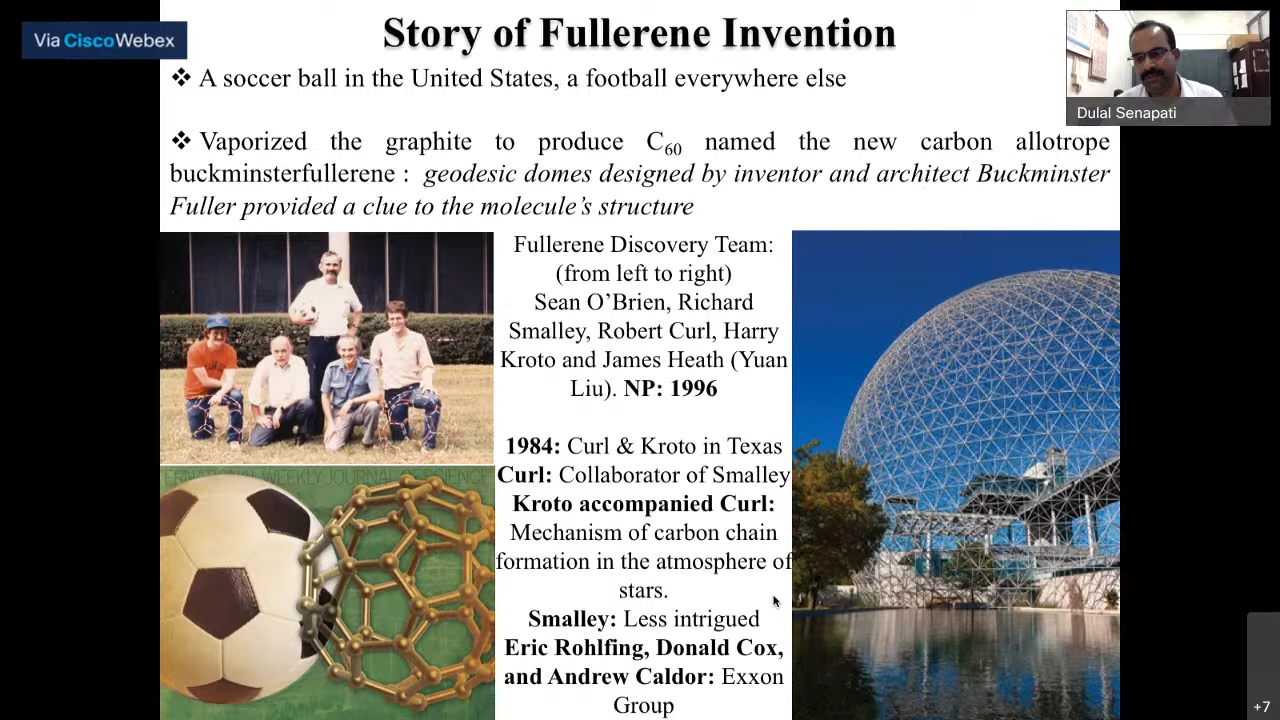 Via CiscoWebex
Story of Fullerene Invention
❖ A soccer ball in the United States, a football everywhere else
❖ Vaporized the graphite to produce C₆₀ named the new carbon allotrope
buckminsterfullerene : geodesic domes designed by inventor and architect Buckminster
Fuller provided a clue to the molecule’s structure
Dulal Senapati
Fullerene Discovery Team:
(from left to right)
Sean O’Brien, Richard
Smalley, Robert Curl, Harry
Kroto and James Heath (Yuan
Liu). NP: 1996
1984: Curl & Kroto in Texas
Curl: Collaborator of Smalley
Kroto accompanied Curl:
Mechanism of carbon chain
formation in the atmosphere of
stars.
Smalley: Less intrigued
Eric Rohlfing, Donald Cox,
and Andrew Caldor: Exxon
Group
WEEKLY JOURNAL OF SCIENCE
+7